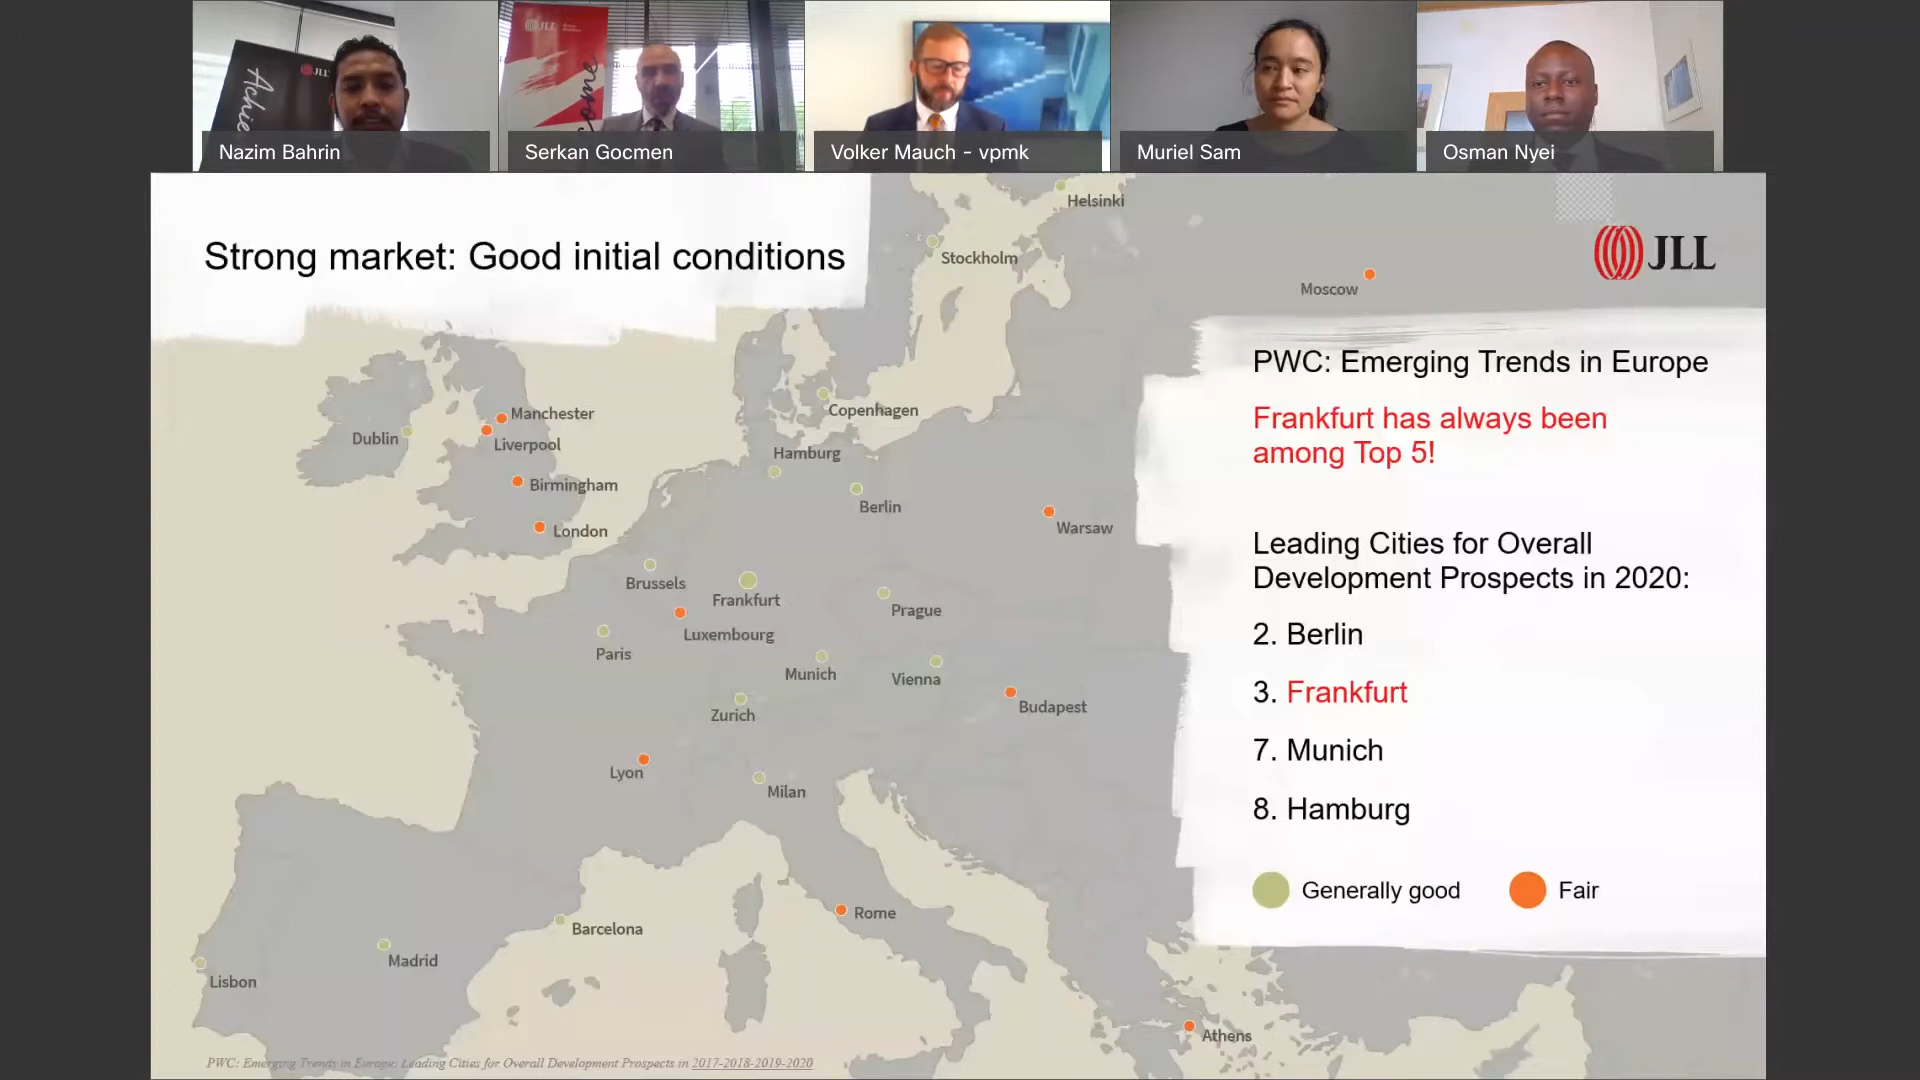 JLL
Achie
JLL
Nazim Bahrin
Serkan Gocmen
Volker Mauch - vpmk
Muriel Sam
Osman Nyei
Strong market: Good initial conditions
JLL
Helsinki
Stockholm
Moscow
Manchester
Dublin
Liverpool
Birmingham
London
Copenhagen
Hamburg
Berlin
Warsaw
Brussels
Frankfurt
Prague
Luxembourg
Paris
Munich
Vienna
Zurich
Budapest
Lyon
Milan
Rome
Barcelona
Madrid
Lisbon
Athens
PWC: Emerging Trends in Europe
Frankfurt has always been
among Top 5!
Leading Cities for Overall
Development Prospects in 2020:
2. Berlin
3. Frankfurt
7. Munich
8. Hamburg
Generally good
Fair
PWC: Emerging Trends in Europe: Leading Cities for Overall Development Prospects in 2017-2018-2019-2020